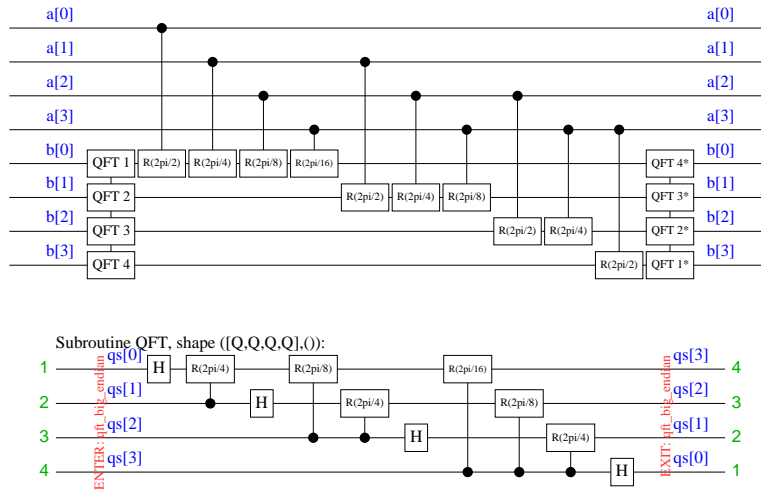 a[0] a[0]
a[1] a[1]
a[2] a[2]
a[3] a[3]
b[0] QFT 1 R(2pi/2) R(2pi/4) R(2pi/8) R(2pi/16) QFT 4* b[0]
b[1] QFT 2 R(2pi/2) R(2pi/4) R(2pi/8) QFT 3* b[1]
b[2] QFT 3 R(2pi/2) R(2pi/4) QFT 2* b[2]
b[3] QFT 4 R(2pi/2) QFT 1* b[3]
Subroutine QFT, shape ([Q,Q,Q,Q],()):
1 qs[0] H R(2pi/4) R(2pi/8) R(2pi/16) qs[3] 4
2 qs[1] H R(2pi/4) R(2pi/8) qs[2] 3
3 qs[2] H R(2pi/4) qs[1] 2
4 qs[3] H qs[0] 1
ENTER: qft_big_endian
EXIT: qft_big_endian